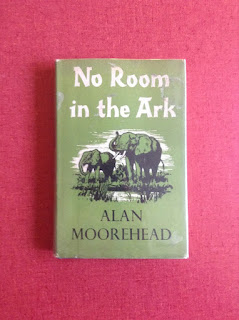 No Room
in the Ark
ALAN
MOOREHEAD